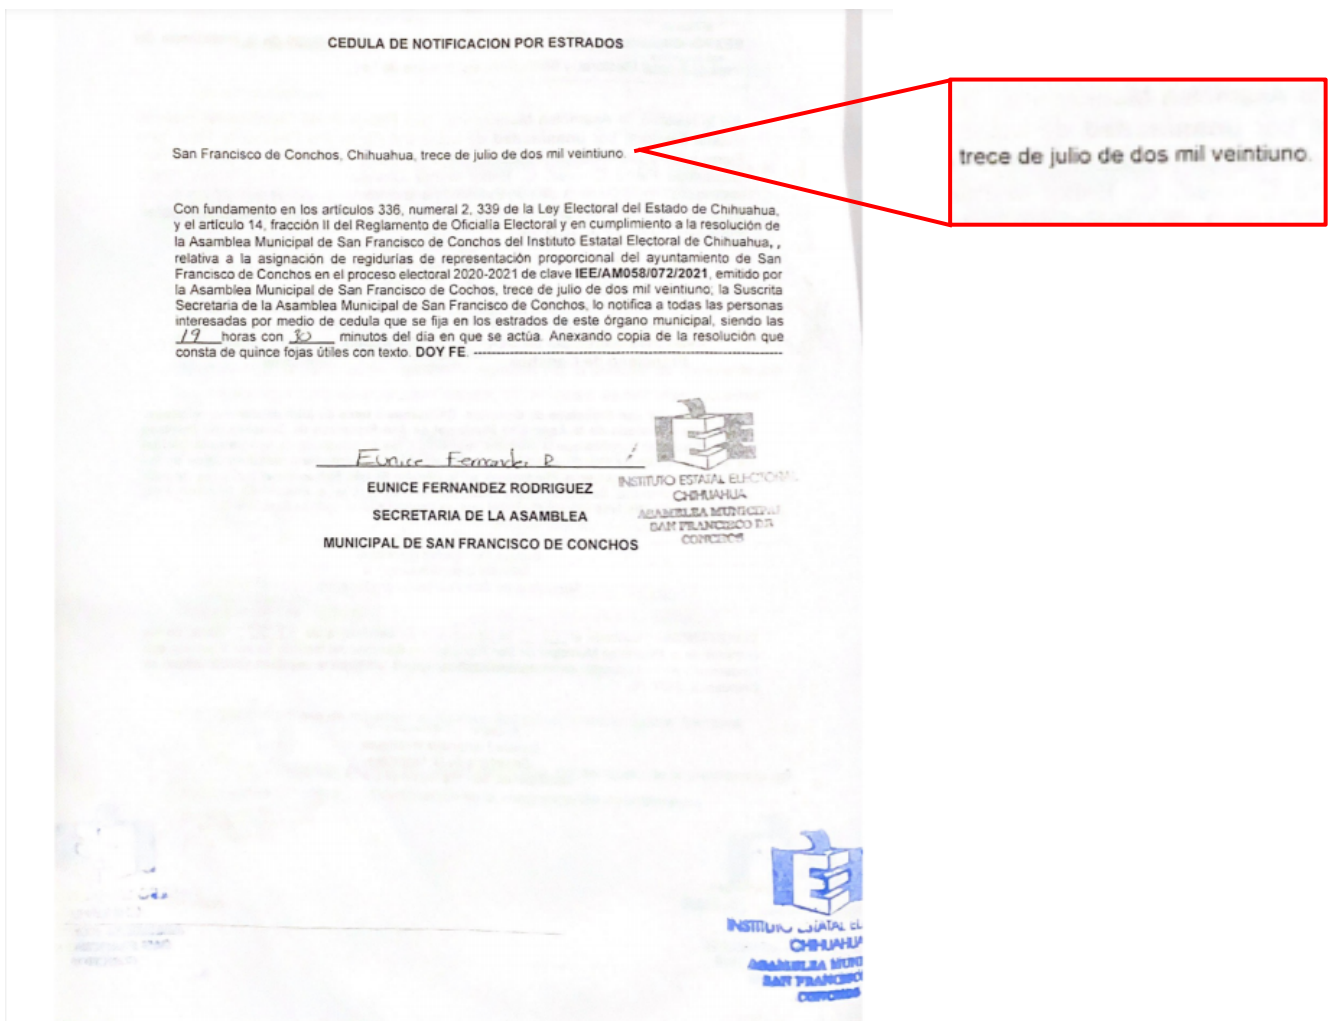 CEDULA DE NOTIFICACION POR ESTRADOS
San Francisco de Conchos, Chihuahua, trece de julio de dos mil veintiuno.
trece de julio de dos mil veintiuno.
Con fundamento en los artículos 336, numeral 2, 339 de la Ley Electoral del Estado de Chihuahua,
y el artículo 14, fracción II del Reglamento de Oficialía Electoral y en cumplimiento a la resolución de
la Asamblea Municipal de San Francisco de Conchos del Instituto Estatal Electoral de Chihuahua, ,
relativa a la asignación de regidurías de representación proporcional del ayuntamiento de San
Francisco de Conchos en el proceso electoral 2020-2021 de clave IEE/AM058/072/2021, emitido por
la Asamblea Municipal de San Francisco de Cochos, trece de julio de dos mil veintiuno; la Suscrita
Secretaria de la Asamblea Municipal de San Francisco de Conchos, lo notifica a todas las personas
interesadas por medio de cedula que se fija en los estrados de este órgano municipal, siendo las
19 horas con 30 minutos del día en que se actúa. Anexando copia de la resolución que
consta de quince fojas útiles con texto. DOY FE. ----------
Eunice Fernandez R
EUNICE FERNANDEZ RODRIGUEZ
SECRETARIA DE LA ASAMBLEA
MUNICIPAL DE SAN FRANCISCO DE CONCHOS
IEE
INSTITUTO ESTATAL ELECTORAL
CHIHUAHUA
ASAMBLEA MUNICIPAL
SAN FRANCISCO DE
CONCHOS
INSTITUTO ESTATAL EL
CHIHUAHUA
ASAMBLEA MUNI
SAN FRANCISCO
CONCHOS